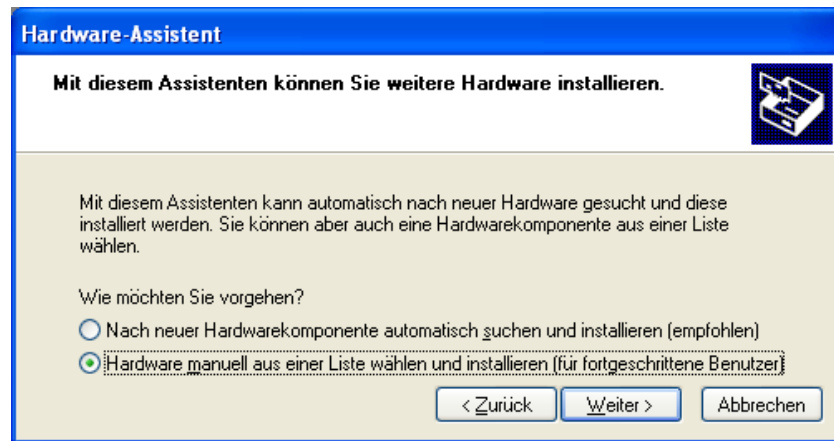 Hardware-Assistent
Mit diesem Assistenten können Sie weitere Hardware installieren.
Mit diesem Assistenten kann automatisch nach neuer Hardware gesucht und diese
installiert werden. Sie können aber auch eine Hardwarekomponente aus einer Liste
wählen.
Wie möchten Sie vorgehen?
Nach neuer Hardwarekomponente automatisch suchen und installieren (empfohlen)
Hardware manuell aus einer Liste wählen und installieren (für fortgeschrittene Benutzer)
< Zurück Weiter > Abbrechen